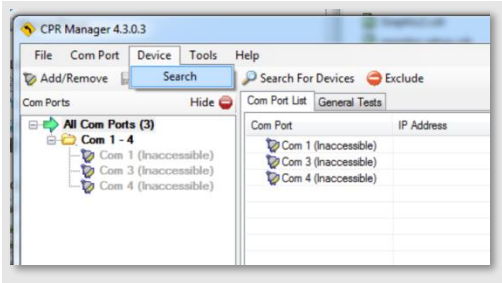 CPR Manager 4.3.0.3
File Com Port Device Tools Help
Add/Remove Search Search For Devices Exclude
Com Ports Hide Com Port List General Tests
All Com Ports (3) Com Port IP Address
Com 1 - 4 Com 1 (Inaccessible)
Com 1 (Inaccessible) Com 3 (Inaccessible)
Com 3 (Inaccessible) Com 4 (Inaccessible)
Com 4 (Inaccessible)